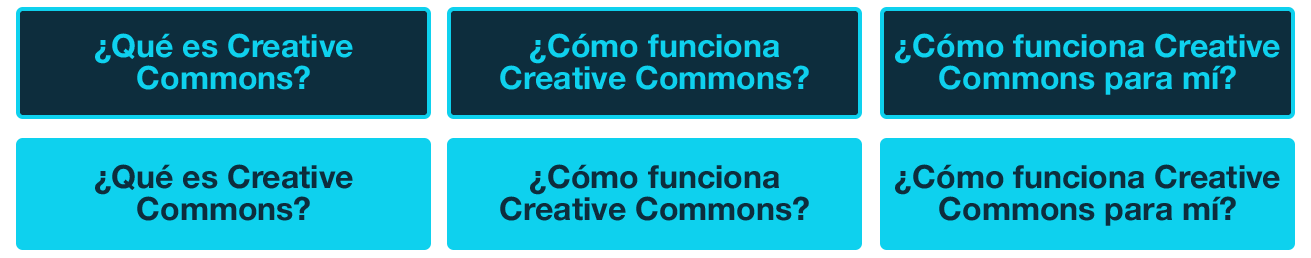 ¿Qué es Creative
Commons?
¿Cómo funciona
Creative Commons?
¿Cómo funciona Creative
Commons para mí?
¿Qué es Creative
Commons?
¿Cómo funciona
Creative Commons?
¿Cómo funciona Creative
Commons para mí?